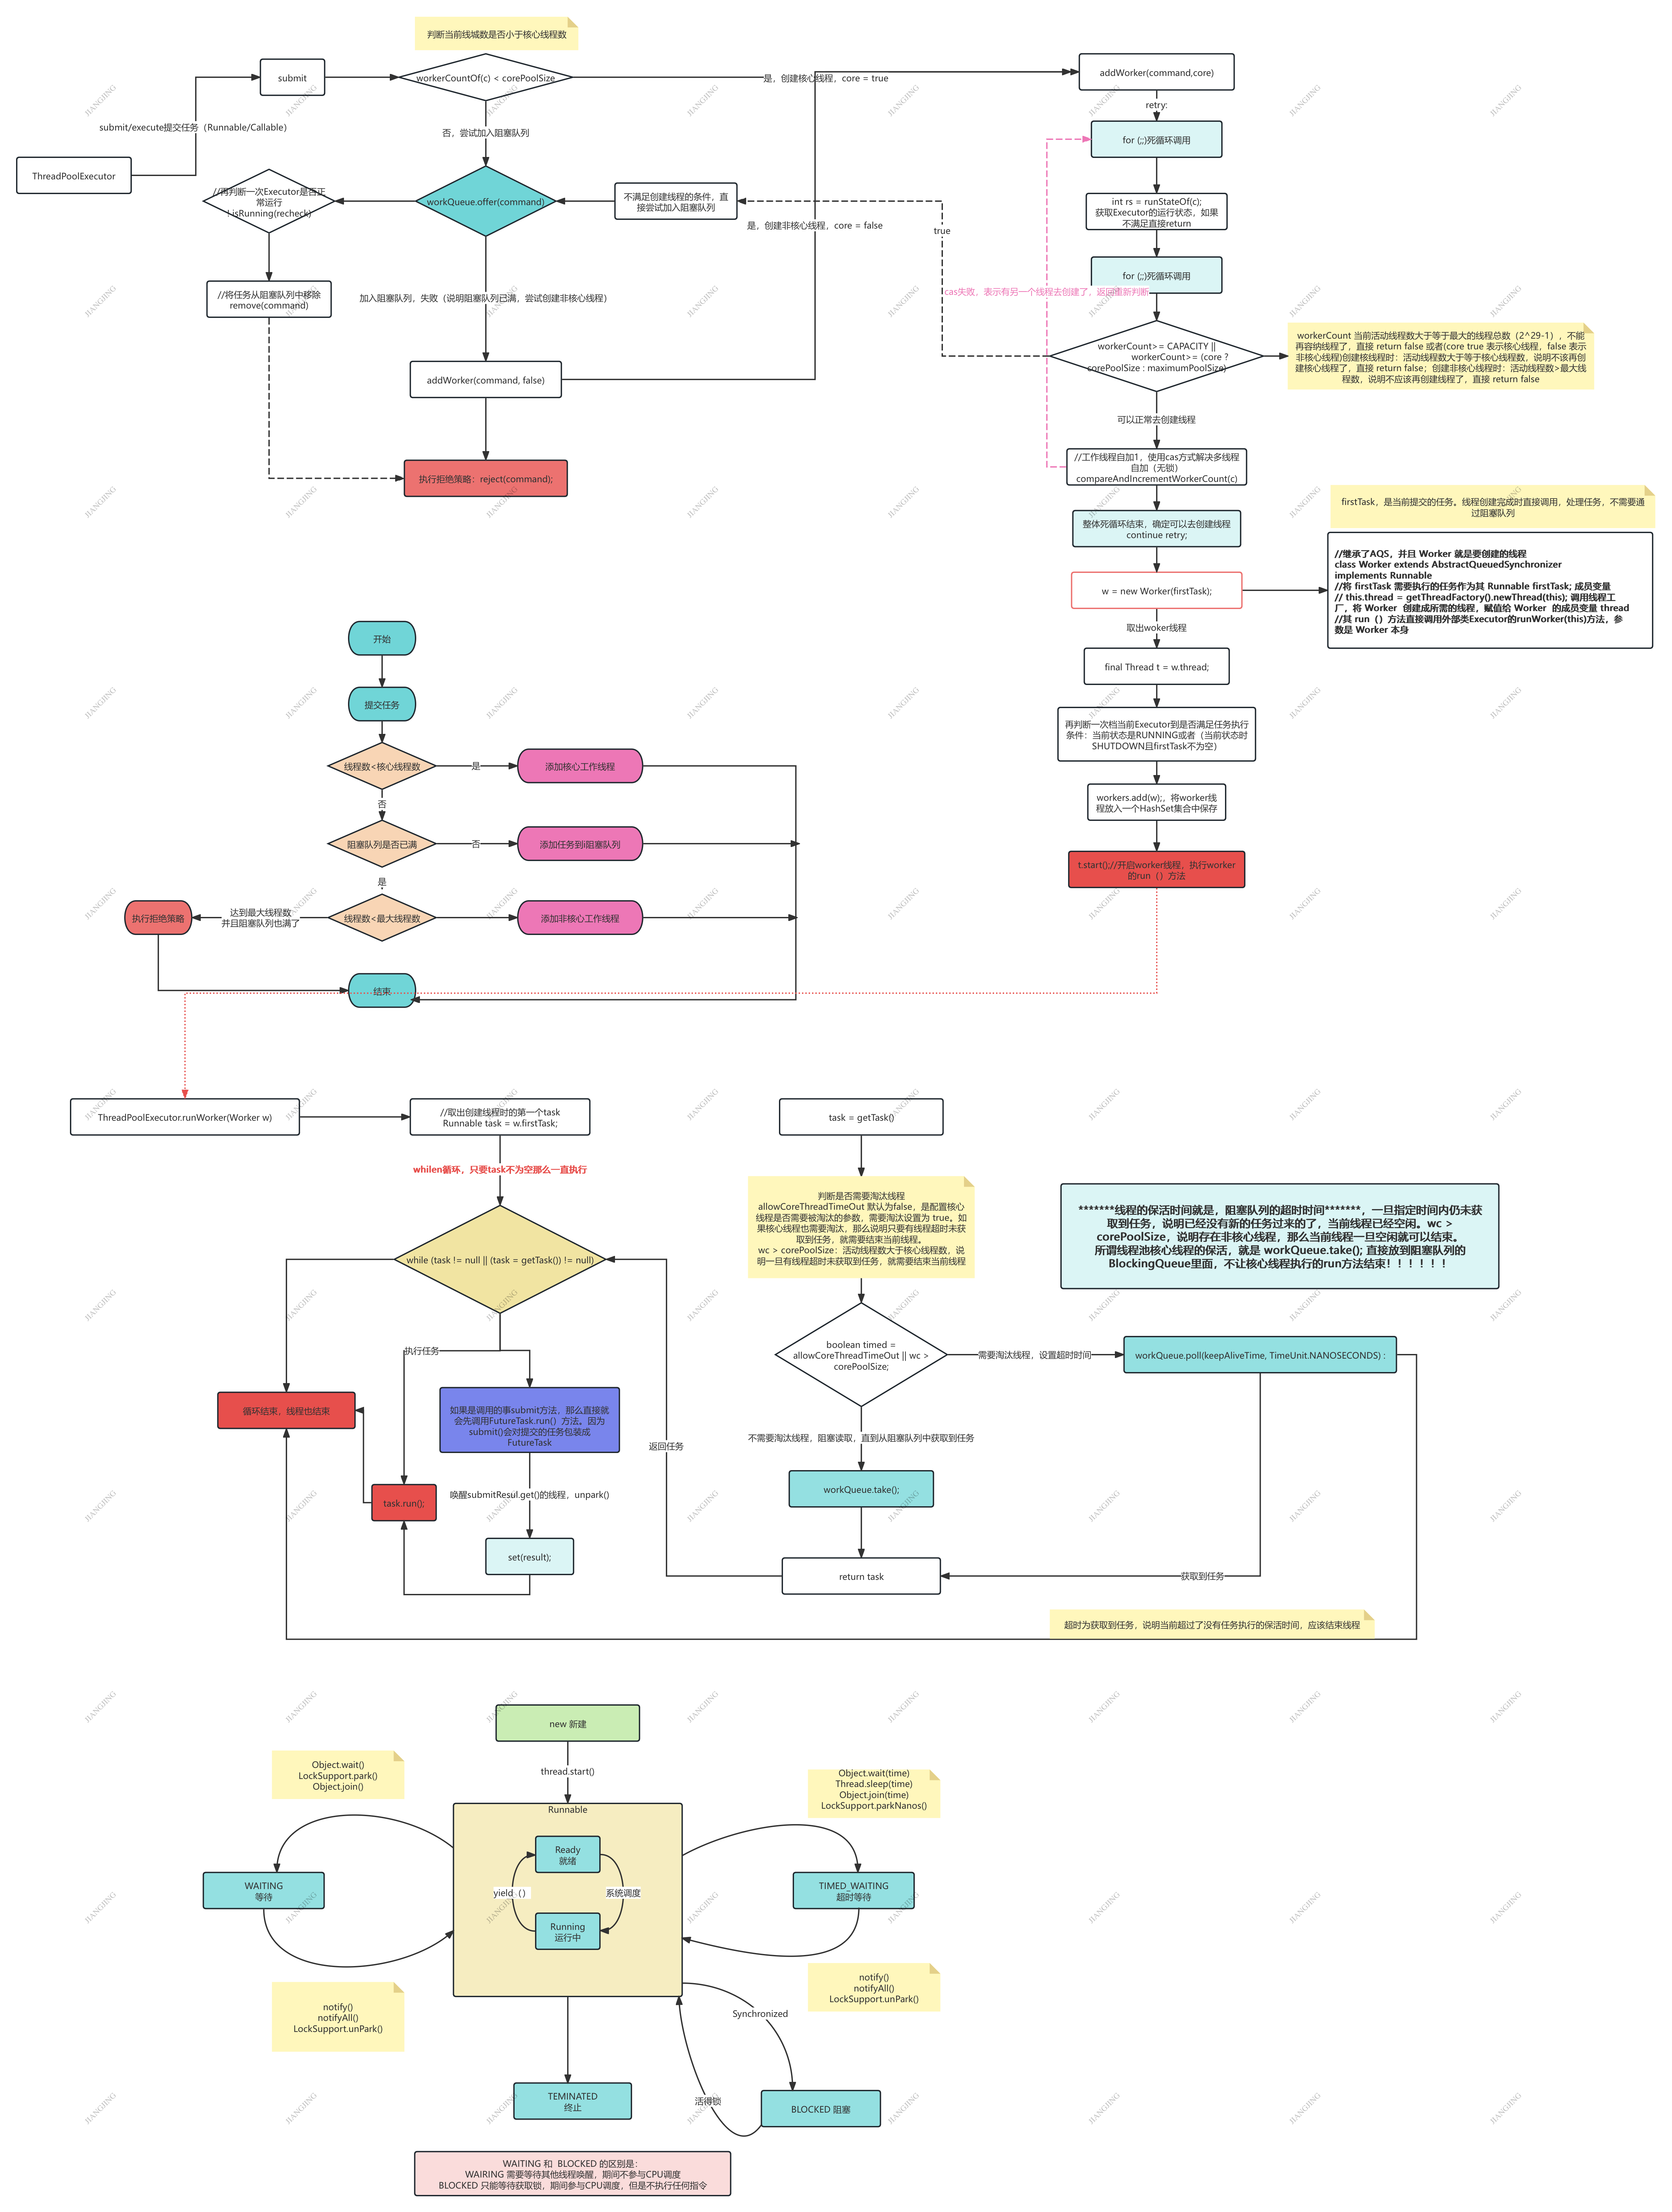 判断当前线城数是否小于核心线程数
submit
workerCountOf(c) < corePoolSize
是，创建核心线程，core = true
addWorker(command,core)
submit/execute提交任务（Runnable/Callable）
ThreadPoolExecutor
否，尝试加入阻塞队列
//再判断一次Executor是否正
常运行
! isRunning(recheck)
workQueue.offer(command)
不满足创建线程的条件，直
接尝试加入阻塞队列
是，创建非核心线程，core = false
true
//将任务从阻塞队列中移除
remove(command)
加入阻塞队列，失败（说明阻塞队列已满，尝试创建非核心线程）
addWorker(command, false)
执行拒绝策略：reject(command);
retry:
for (;;)死循环调用
int rs = runStateOf(c);
获取Executor的运行状态，如果
不满足直接return
for (;;)死循环调用
cas失败，表示有另一个线程去创建了，返回重新判断
workerCount>= CAPACITY ||
workerCount>= (core ?
corePoolSize : maximumPoolSize)
workerCount 当前活动线程数大于等于最大的线程总数（2^29-1），不能
再容纳线程了，直接 return false 或者(core true 表示核心线程，false 表示
非核心线程)创建核线程时：活动线程数大于等于核心线程数，说明不该再创
建核心线程了，直接 return false；创建非核心线程时：活动线程数>最大线
程数，说明不应该再创建线程了，直接 return false
可以正常去创建线程
//工作线程自加1，使用cas方式解决多线程
自加（无锁）
compareAndIncrementWorkerCount(c)
整体死循环结束，确定可以去创建线程
continue retry;
firstTask，是当前提交的任务。线程创建完成时直接调用，处理任务，不需要通
过阻塞队列
w = new Worker(firstTask);
//继承了AQS，并且 Worker 就是要创建的线程
class Worker extends AbstractQueuedSynchronizer
implements Runnable
//将 firstTask 需要执行的任务作为其 Runnable firstTask; 成员变量
// this.thread = getThreadFactory().newThread(this); 调用线程工
厂，将 Worker 创建成所需的线程，赋值给 Worker 的成员变量 thread
//其 run（）方法直接调用外部类Executor的runWorker(this)方法，参
数是 Worker 本身
取出woker线程
final Thread t = w.thread;
再判断一次档当前Executor到是否满足任务执行
条件：当前状态是RUNNING或者（当前状态时
SHUTDOWN且firstTask不为空）
workers.add(w);，将worker线
程放入一个HashSet集合中保存
t.start();//开启worker线程，执行worker
的run（）方法
开始
提交任务
线程数<核心线程数
是
添加核心工作线程
否
阻塞队列是否已满
否
添加任务到i阻塞队列
是
执行拒绝策略
达到最大线程数
并且阻塞队列也满了
线程数<最大线程数
添加非核心工作线程
结束
ThreadPoolExecutor.runWorker(Worker w)
//取出创建线程时的第一个task
Runnable task = w.firstTask;
whilen循环，只要task不为空那么一直执行
while (task != null || (task = getTask()) != null)
执行任务
循环结束，线程也结束
如果是调用的事submit方法，那么直接就
会先调用FutureTask.run()）方法。因为
submit()会对提交的任务包装成
FutureTask
唤醒submitResul.get()的线程，unpark()
task.run();
set(result);
返回任务
task = getTask()
判断是否需要淘汰线程
allowCoreThreadTimeOut 默认为false，是配置核心
线程是否需要被淘汰的参数，需要淘汰设置为 true。如
果核心线程也需要淘汰，那么说明只要有线程超时未获
取到任务，就需要结束当前线程。
wc > corePoolSize：活动线程数大于核心线程数，说
明一旦有线程超时未获取到任务，就需要结束当前线程
*******线程的保活时间就是，阻塞队列的超时时间*******，一旦指定时间内仍未获
取到任务，说明已经没有新的任务过来的了，当前线程已经空闲。wc >
corePoolSize，说明存在非核心线程，那么当前线程一旦空闲就可以结束。
所谓线程池核心线程的保活，就是 workQueue.take(); 直接放到阻塞队列的
BlockingQueue里面，不让核心线程执行的run方法结束！！！！！！
boolean timed =
allowCoreThreadTimeOut || wc >
corePoolSize;
需要淘汰线程，设置超时时间
workQueue.poll(keepAliveTime, TimeUnit.NANOSECONDS) :
不需要淘汰线程，阻塞读取，直到从阻塞队列中获取到任务
workQueue.take();
return task
获取到任务
超时为获取到任务，说明当前超过了没有任务执行的保活时间，应该结束线程
new 新建
thread.start()
Object.wait()
LockSupport.park()
Object.join()
Object.wait(time)
Thread.sleep(time)
Object.join(time)
LockSupport.parkNanos()
Runnable
Ready
就绪
yield（）
系统调度
Running
运行中
WAITING
等待
TIMED_WAITING
超时等待
notify()
notifyAll()
LockSupport.unPark()
notify()
notifyAll()
LockSupport.unPark()
Synchronized
活得锁
TEMINATED
终止
BLOCKED 阻塞
WAITING 和 BLOCKED 的区别是：
WAIRING 需要等待其他线程唤醒，期间不参与CPU调度
BLOCKED 只能等待获取锁，期间参与CPU调度，但是不执行任何指令
JIANGJING